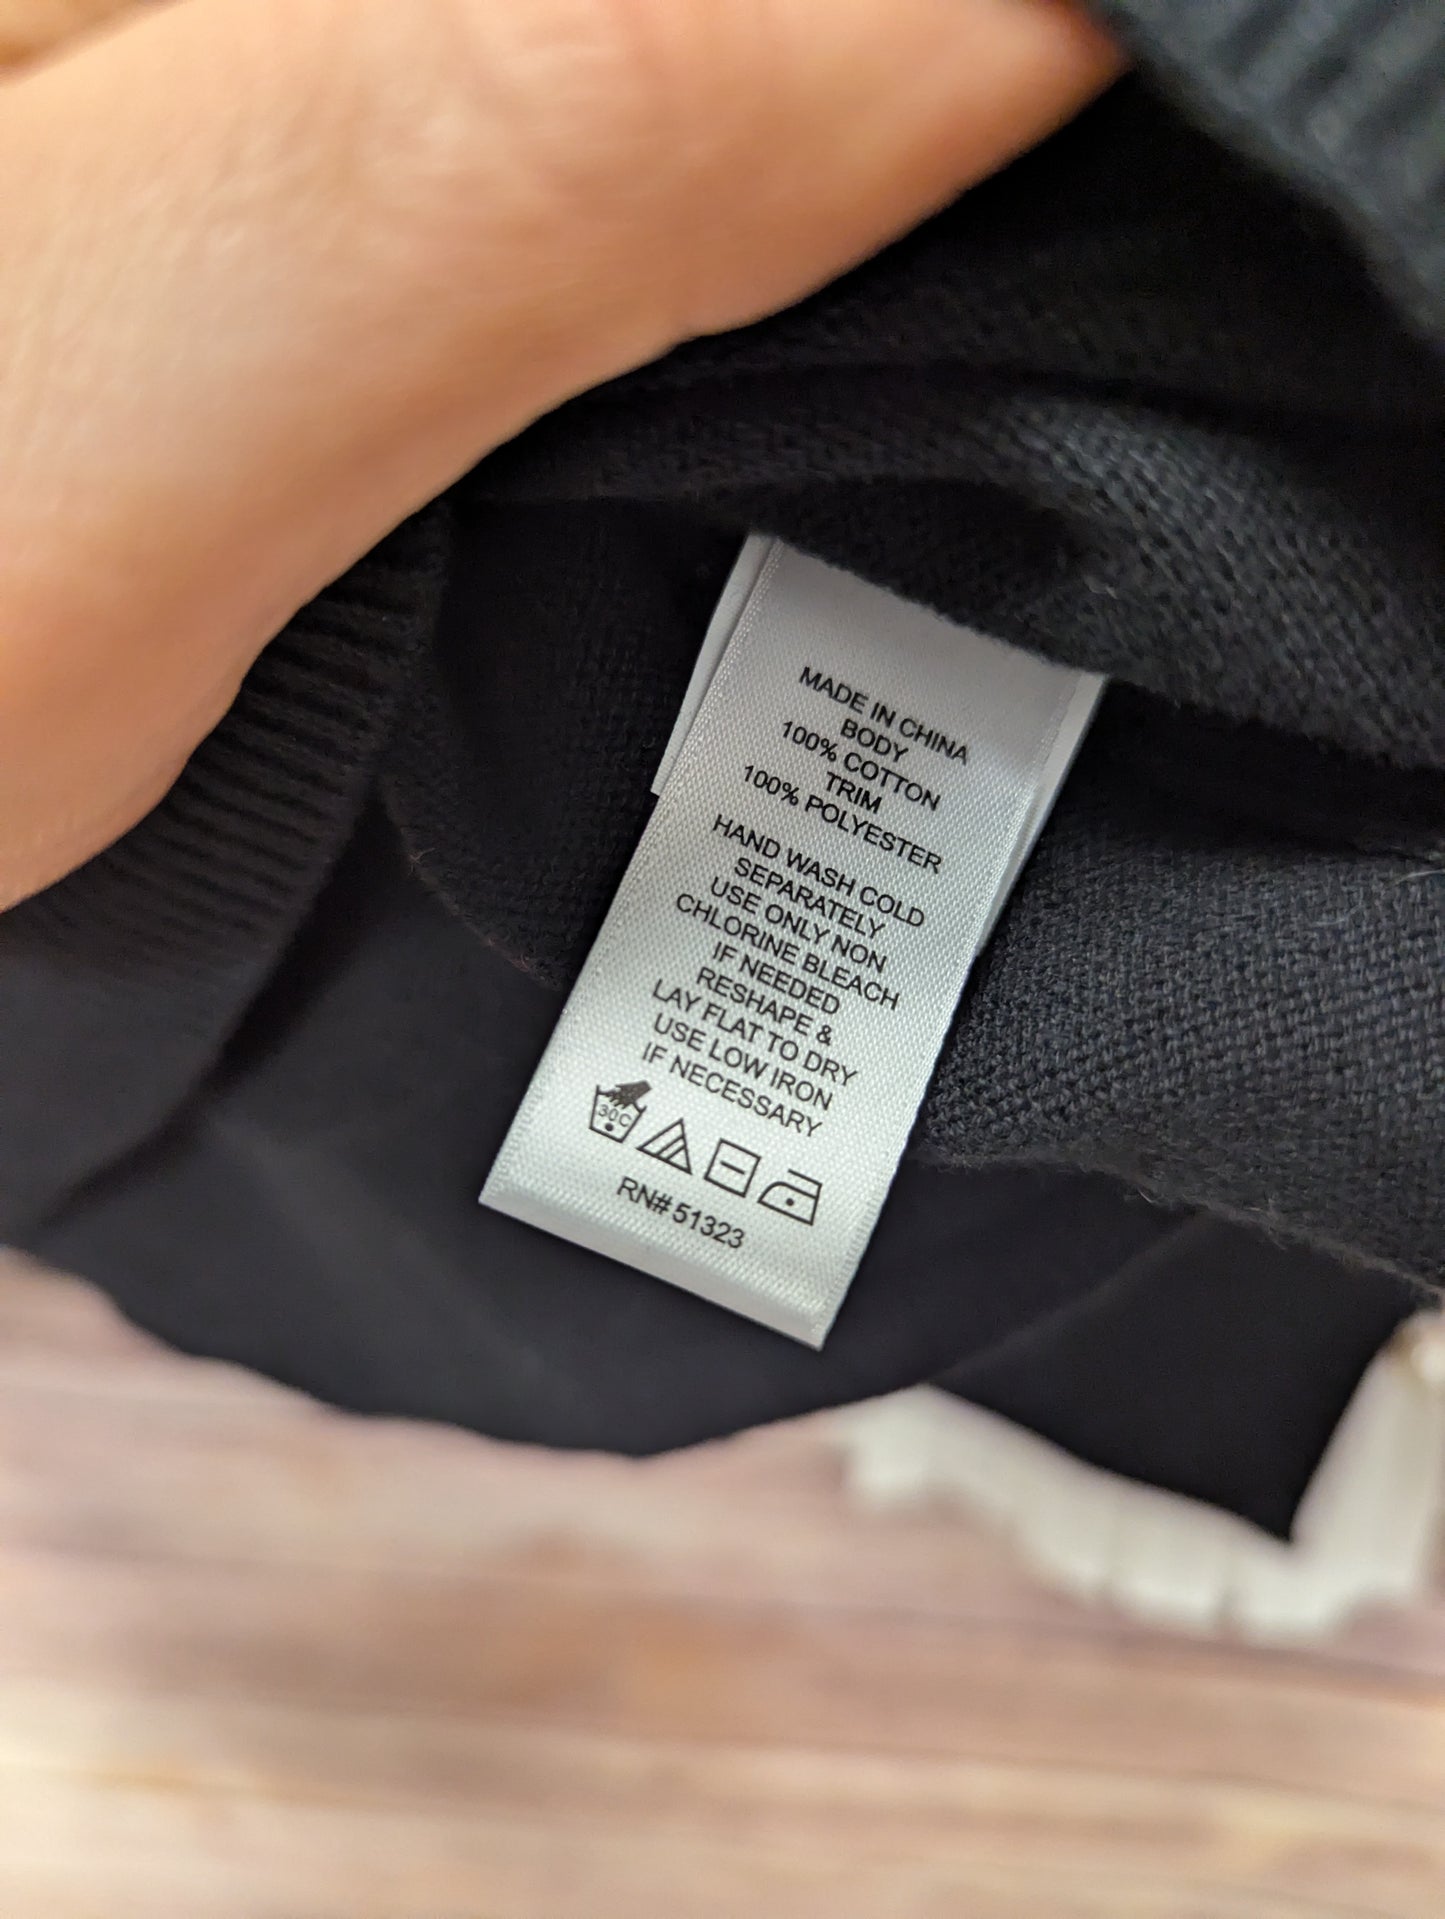 MADE IN CHINA
BODY
100% COTTON
TRIM
100% POLYESTER
HAND WASH COLD
SEPARATELY
USE ONLY NON
CHLORINE BLEACH
IF NEEDED
RESHAPE &
LAY FLAT TO DRY
USE LOW IRON
IF NECESSARY
30C
RN# 51323